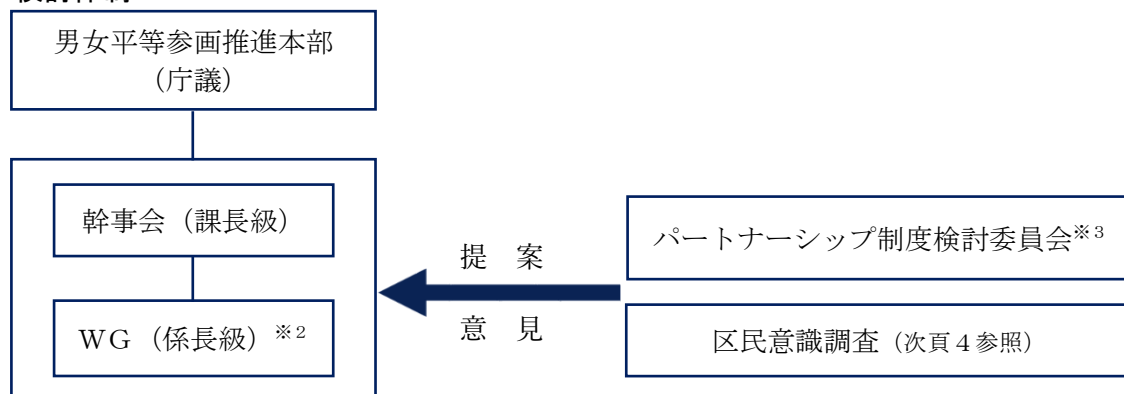 男女平等参画推進本部
（庁議）
幹事会（課長級）
ＷＧ（係長級）※２
提 案
意 見
パートナーシップ制度検討委員会※３
区民意識調査（次頁４参照）